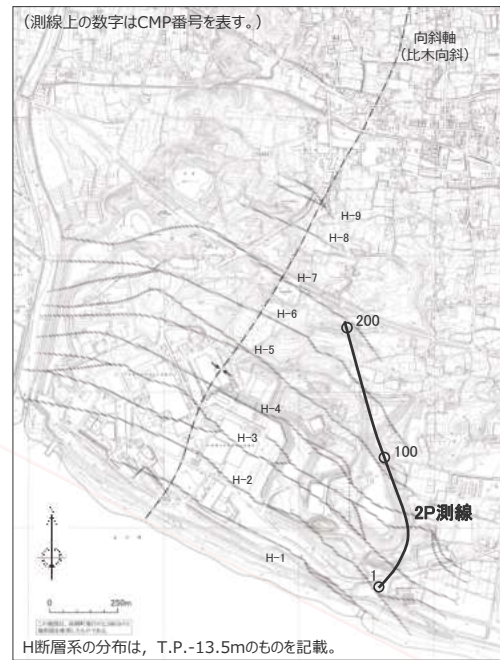 (測線上の数字はCMP番号を表す。)
向斜軸
(比木向斜)
H-9
H-8
H-7
H-6
200
H-5
H-4
100
H-3
H-2
2P測線
H-1
1
0 250m
H断層系の分布は，T.P.-13.5mのものを記載。